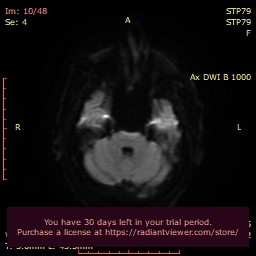 Im: 10/48
STP79
Se: 4
A
STP79
F
Ax DWI B 1000
R
L
You have 30 days left in your trial period.
Purchase a license at https://radiantviewer.com/store/